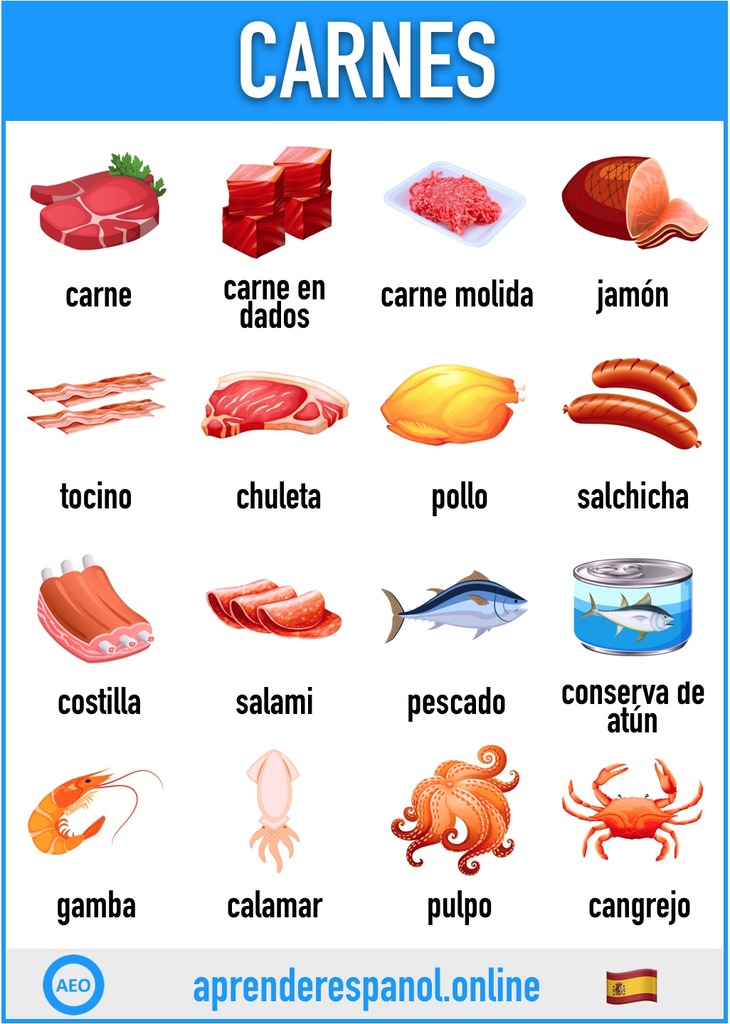 CARNES
carne
carne en
dados
carne molida
jamón
tocino
chuleta
pollo
salchicha
costilla
salami
pescado
conserva de
atún
gamba
calamar
pulpo
cangrejo
AEO
aprenderespanol.online